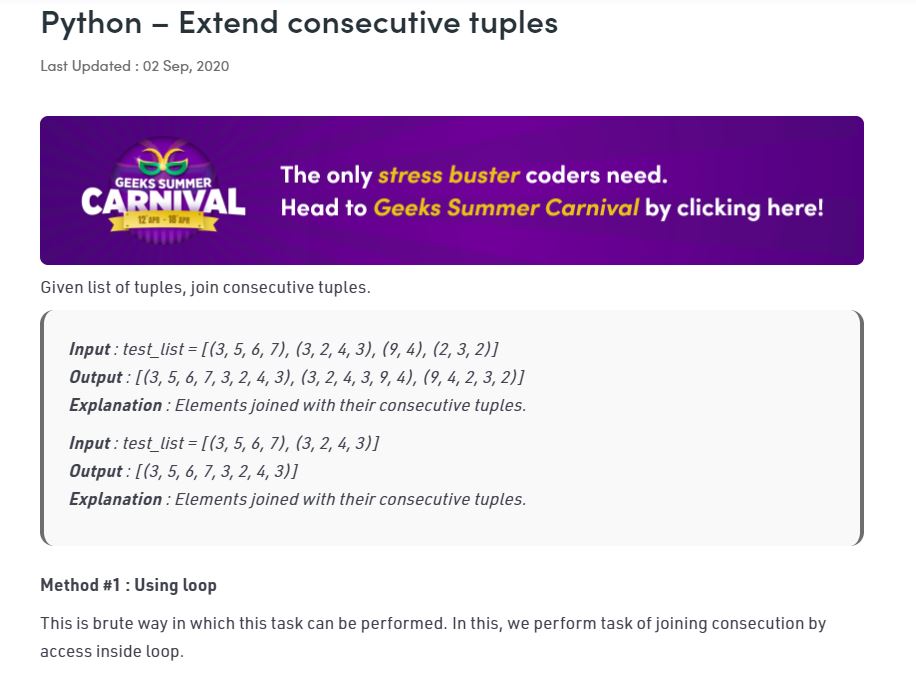 Python – Extend consecutive tuples
Last Updated : 02 Sep, 2020
GEEKS SUMMER
CARNIVAL
12 APR - 18 APR
The only stress buster coders need.
Head to Geeks Summer Carnival by clicking here!
Given list of tuples, join consecutive tuples.
Input : test_list = [(3, 5, 6, 7), (3, 2, 4, 3), (9, 4), (2, 3, 2)]
Output : [(3, 5, 6, 7, 3, 2, 4, 3), (3, 2, 4, 3, 9, 4), (9, 4, 2, 3, 2)]
Explanation : Elements joined with their consecutive tuples.
Input : test_list = [(3, 5, 6, 7), (3, 2, 4, 3)]
Output : [(3, 5, 6, 7, 3, 2, 4, 3)]
Explanation : Elements joined with their consecutive tuples.
Method #1 : Using loop
This is brute way in which this task can be performed. In this, we perform task of joining consecution by
access inside loop.